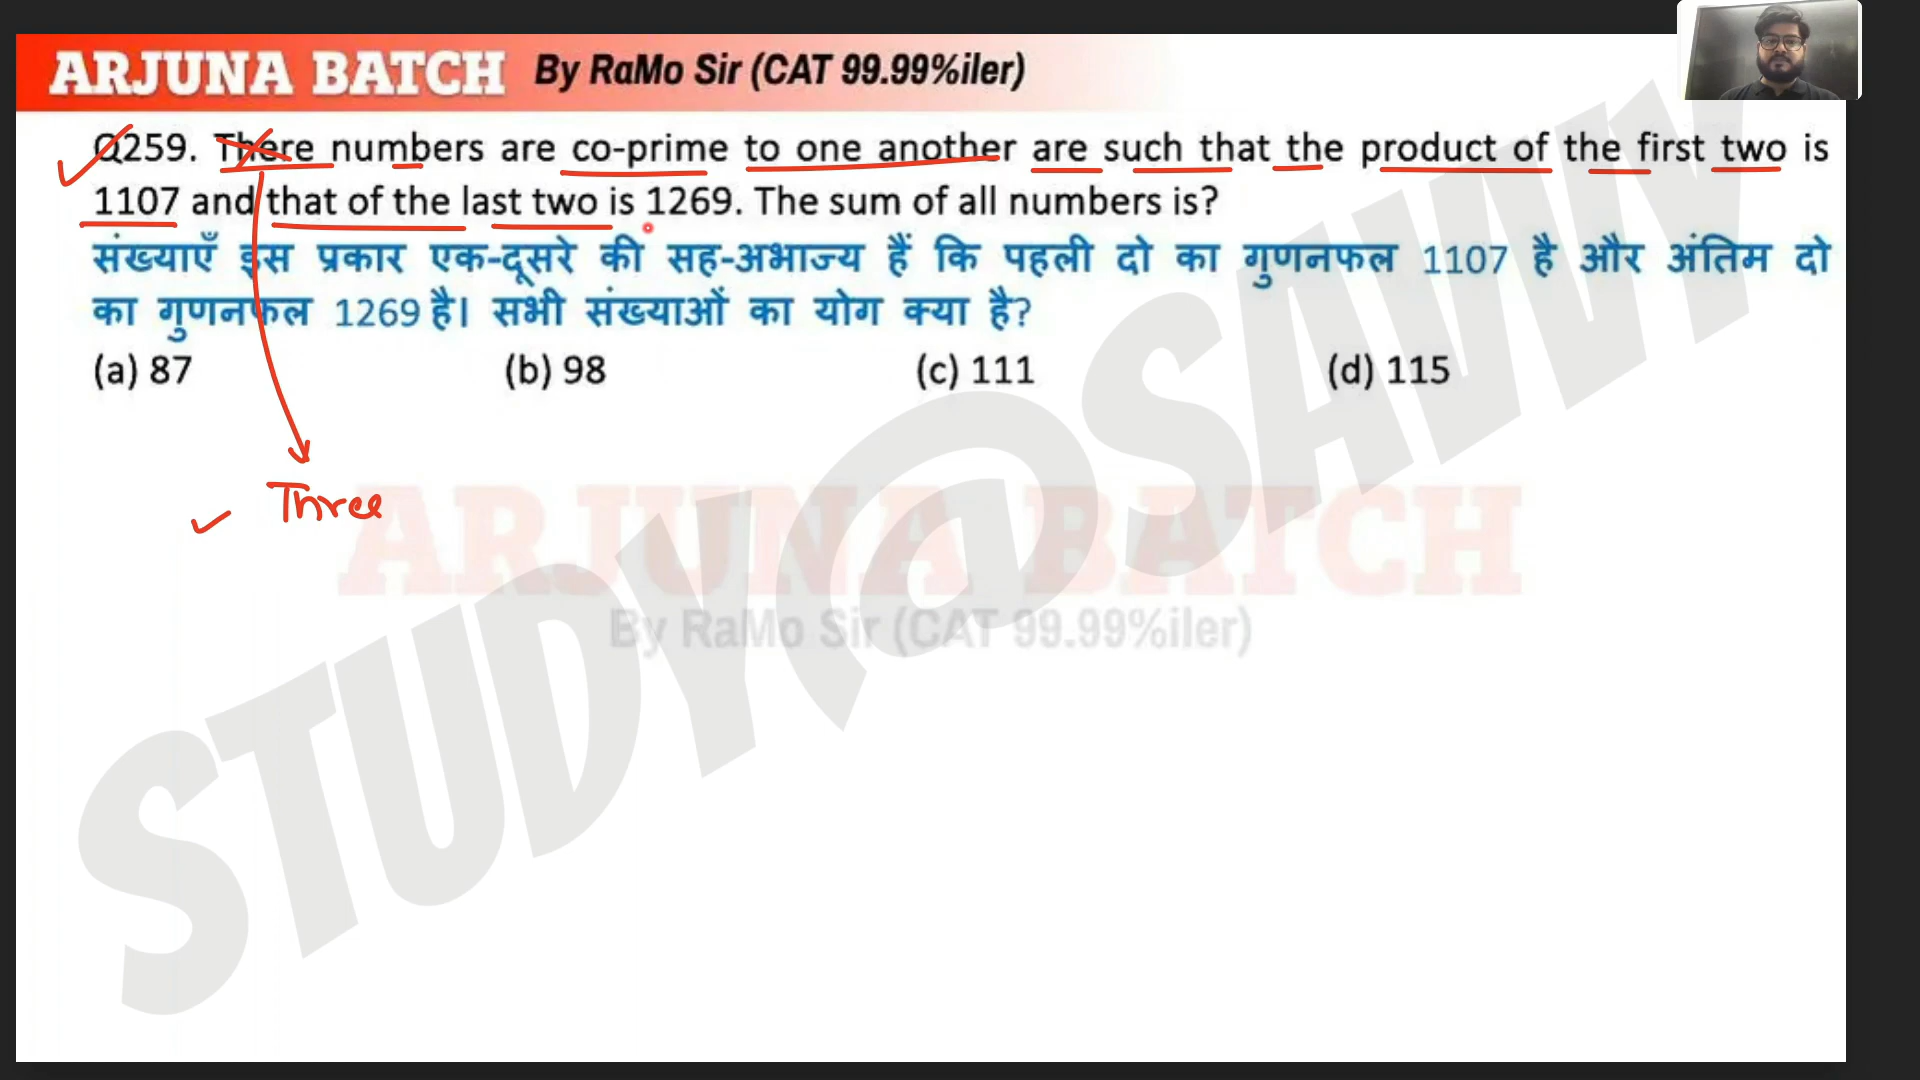 ARJUNA BATCH By RaMo Sir (CAT 99.99%iler)
Q259. There numbers are co-prime to one another are such that the product of the first two is
1107 and that of the last two is 1269. The sum of all numbers is?
संख्याएँ इस प्रकार एक-दूसरे की सह-अभाज्य हैं कि पहली दो का गुणनफल 1107 है और अंतिम दो
का गुणनफल 1269 है। सभी संख्याओं का योग क्या है?
(a) 87 (b) 98 (c) 111 (d) 115
Three
ARJUNA BATCH
By RaMo Sir (CAT 99.99%iler)
STUDY@SAVVY